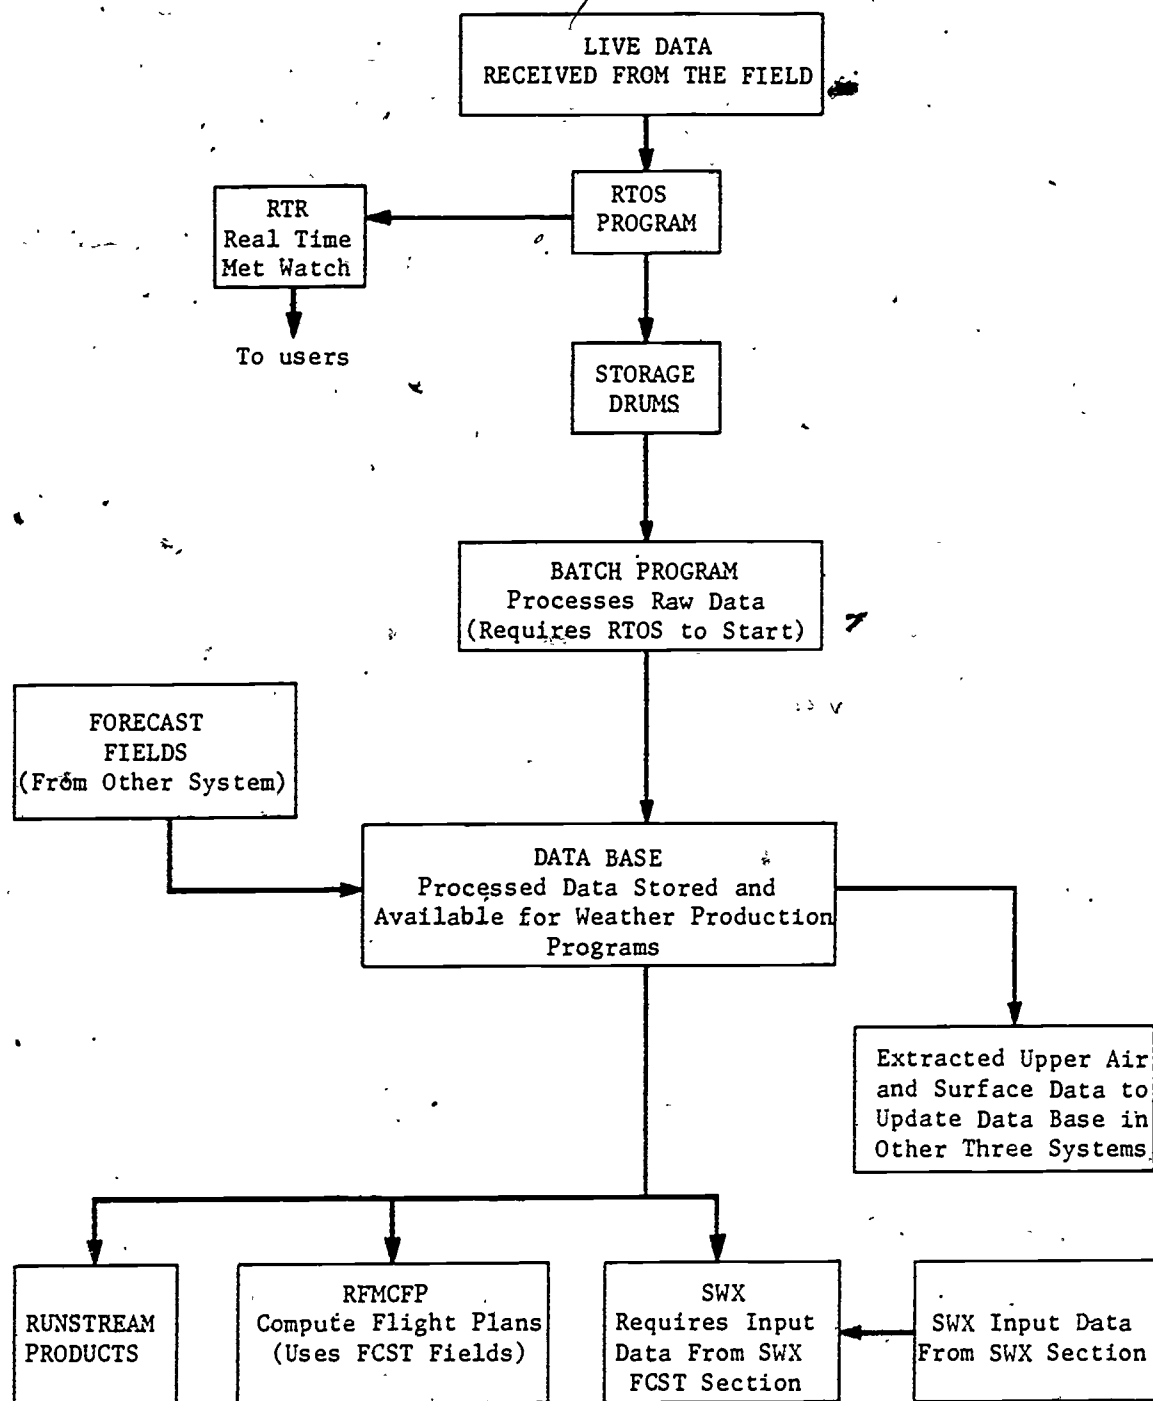 LIVE DATA
RECEIVED FROM THE FIELD
RTOS
PROGRAM
RTR
Real Time
Met Watch
To users
STORAGE
DRUMS
BATCH PROGRAM
Processes Raw Data
(Requires RTOS to Start)
FORECAST
FIELDS
(From Other System)
DATA BASE
Processed Data Stored and
Available for Weather Production
Programs
Extracted Upper Air
and Surface Data to
Update Data Base in
Other Three Systems
RUNSTREAM
PRODUCTS
RFMCFP
Compute Flight Plans
(Uses FCST Fields)
SWX
Requires Input
Data From SWX
FCST Section
SWX Input Data
From SWX Section